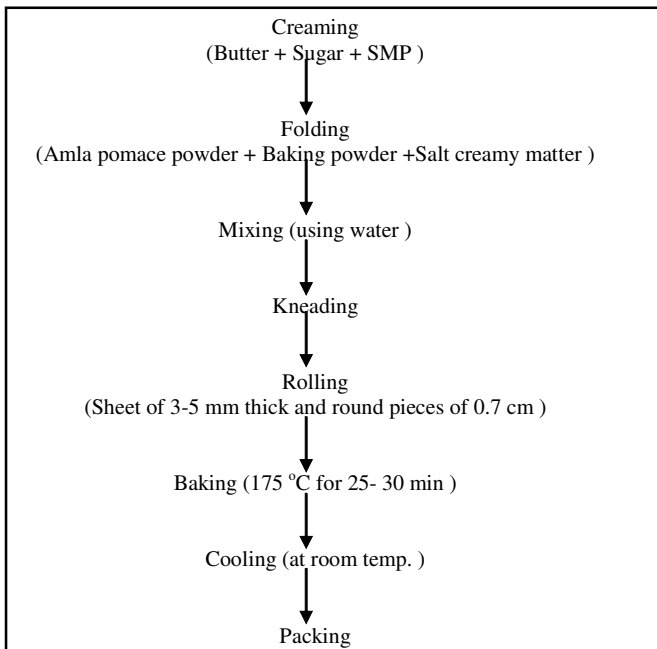 Creaming
(Butter + Sugar + SMP )
Folding
(Amla pomace powder + Baking powder +Salt creamy matter )
Mixing (using water )
Kneading
Rolling
(Sheet of 3-5 mm thick and round pieces of 0.7 cm )
Baking (175 °C for 25- 30 min )
Cooling (at room temp. )
Packing